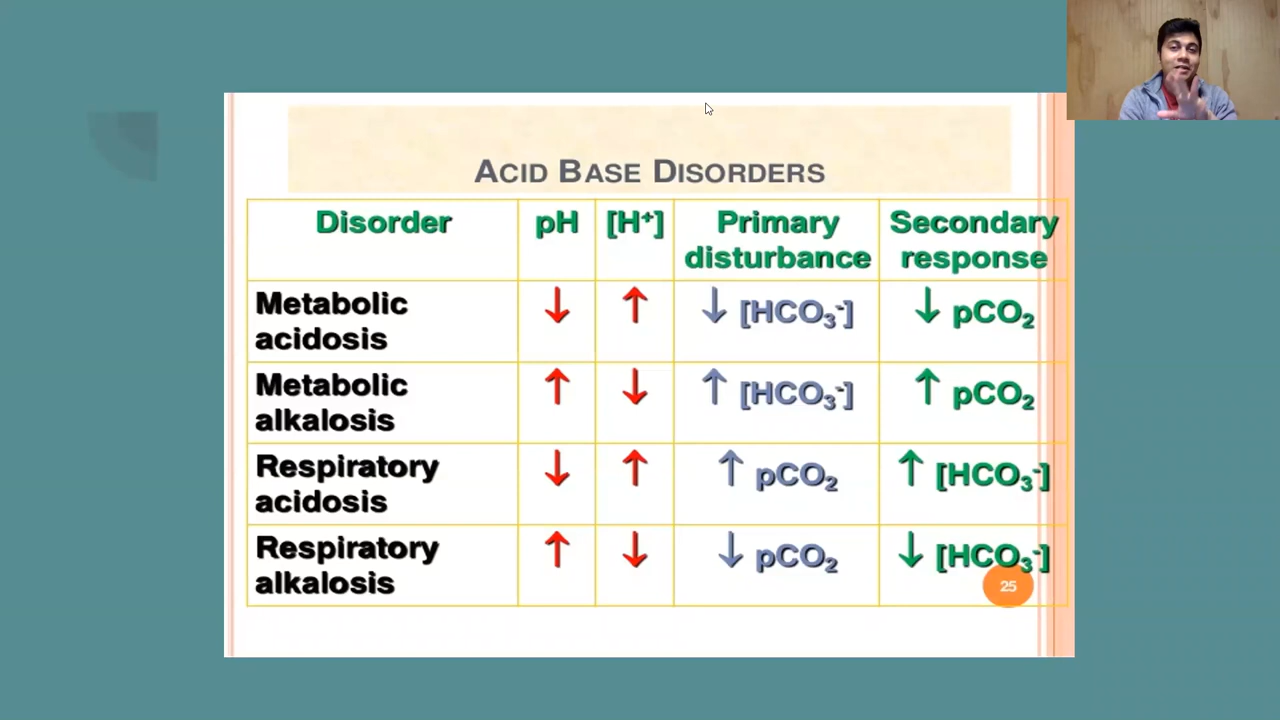 ACID BASE DISORDERS
Disorder pH [H⁺] Primary disturbance Secondary response
Metabolic acidosis ↓ ↑ ↓ [HCO₃⁻] ↓ pCO₂
Metabolic alkalosis ↑ ↓ ↑ [HCO₃⁻] ↑ pCO₂
Respiratory acidosis ↓ ↑ ↑ pCO₂ ↑ [HCO₃⁻]
Respiratory alkalosis ↑ ↓ ↓ pCO₂ ↓ [HCO₃⁻]
25